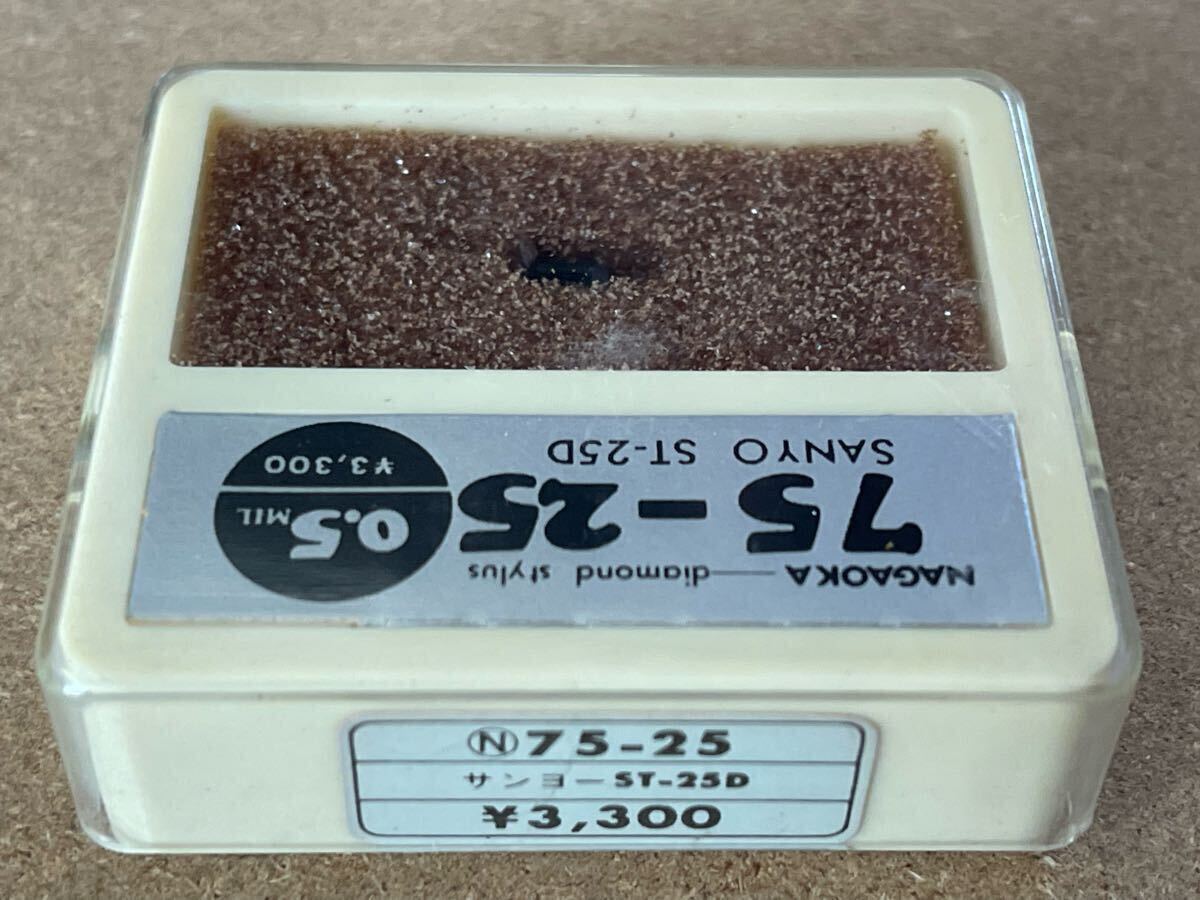 NAGAOKA—diamond stylus
75-25
SANYO ST-25D
0.5 MIL
¥3,300
Ⓝ75-25
サンヨーST-25D
¥3,300